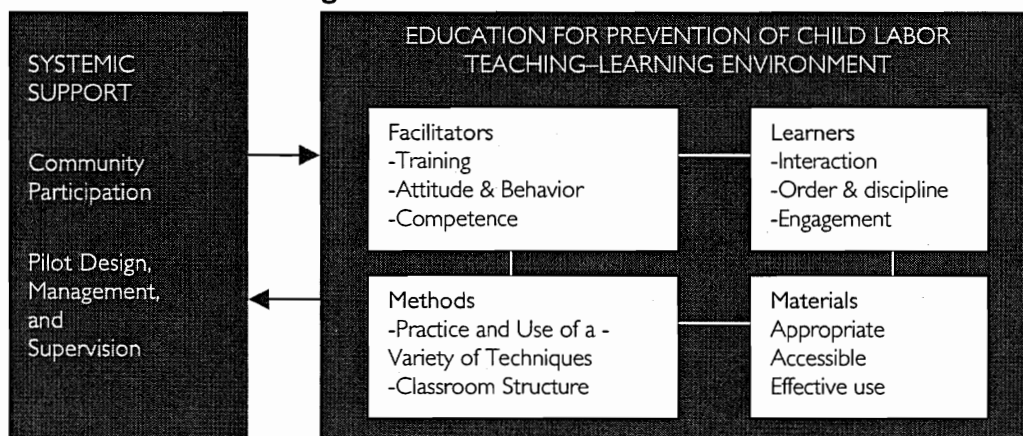 SYSTEMIC
SUPPORT
Community
Participation
Pilot Design,
Management,
and
Supervision
EDUCATION FOR PREVENTION OF CHILD LABOR
TEACHING–LEARNING ENVIRONMENT
Facilitators
-Training
-Attitude & Behavior
-Competence
Learners
-Interaction
-Order & discipline
-Engagement
Methods
-Practice and Use of a -
Variety of Techniques
-Classroom Structure
Materials
Appropriate
Accessible
Effective use